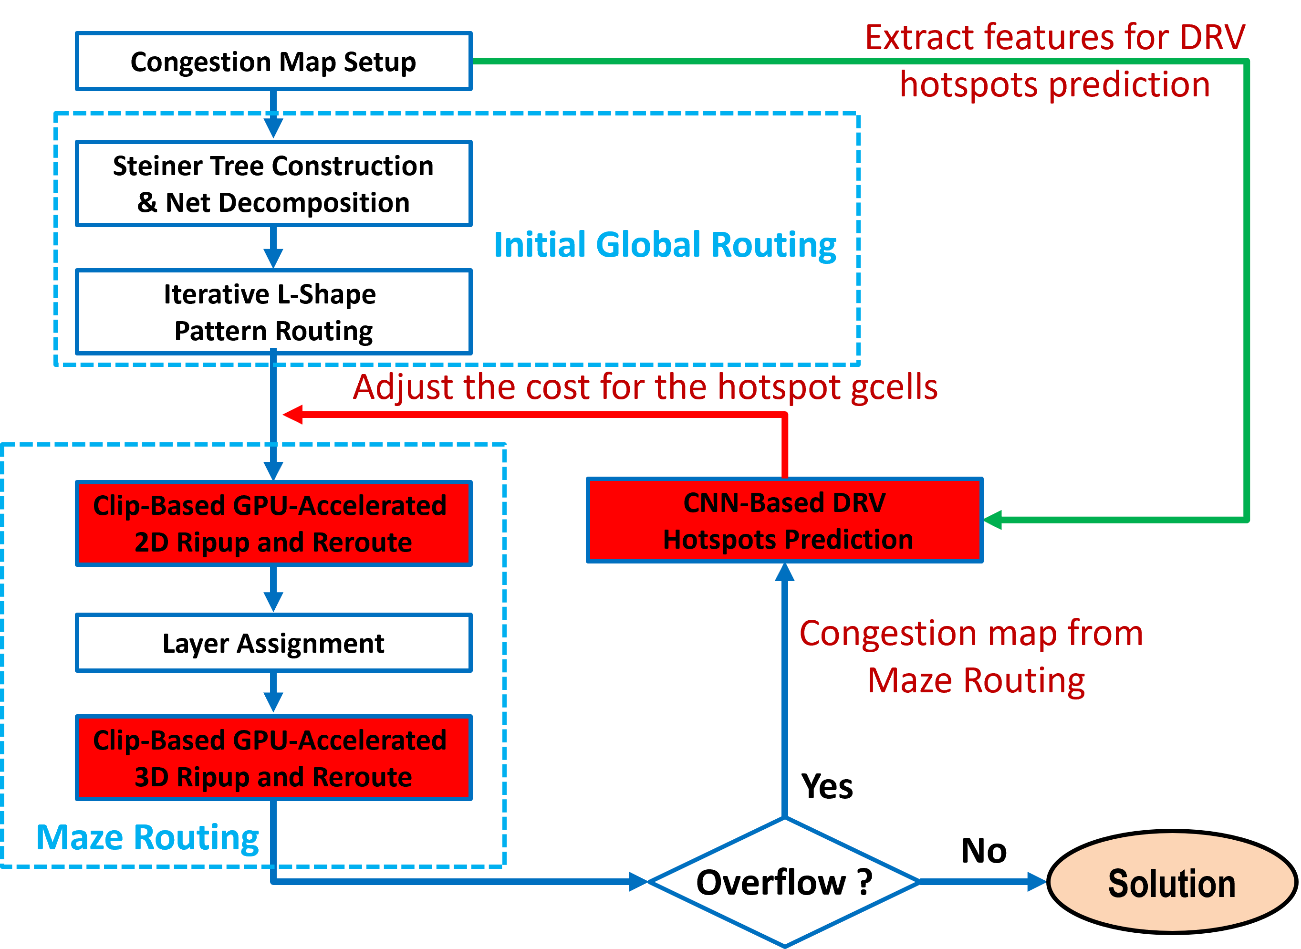 Extract features for DRV
hotspots prediction
Congestion Map Setup
Steiner Tree Construction
& Net Decomposition
Initial Global Routing
Iterative L-Shape
Pattern Routing
Adjust the cost for the hotspot gcells
Clip-Based GPU-Accelerated
2D Ripup and Reroute
CNN-Based DRV
Hotspots Prediction
Layer Assignment
Congestion map from
Maze Routing
Clip-Based GPU-Accelerated
3D Ripup and Reroute
Maze Routing
Yes
Overflow ?
No
Solution